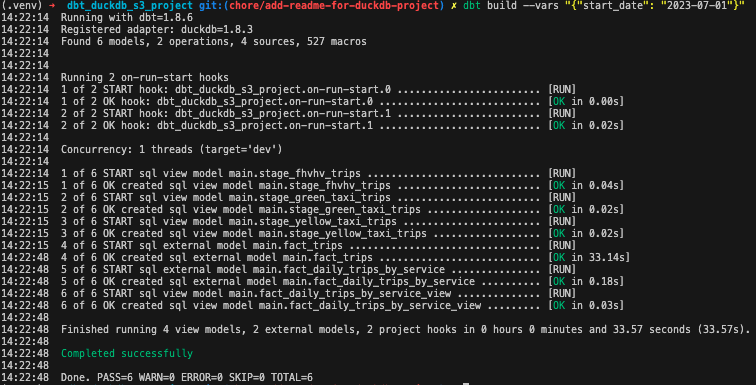 (.venv) → dbt_duckdb_s3_project git:(chore/add-readme-for-duckdb-project) ✗ dbt build --vars "{"start_date": "2023-07-01"}"
14:22:14 Running with dbt=1.8.6
14:22:14 Registered adapter: duckdb=1.8.3
14:22:14 Found 6 models, 2 operations, 4 sources, 527 macros
14:22:14
14:22:14
14:22:14 Running 2 on-run-start hooks
14:22:14 1 of 2 START hook: dbt_duckdb_s3_project.on-run-start.0 ........................ [RUN]
14:22:14 1 of 2 OK hook: dbt_duckdb_s3_project.on-run-start.0 ........................... [OK in 0.00s]
14:22:14 2 of 2 START hook: dbt_duckdb_s3_project.on-run-start.1 ........................ [RUN]
14:22:14 2 of 2 OK hook: dbt_duckdb_s3_project.on-run-start.1 ........................... [OK in 0.02s]
14:22:14
14:22:14 Concurrency: 1 threads (target='dev')
14:22:14
14:22:14 1 of 6 START sql view model main.stage_fhvhv_trips ............................. [RUN]
14:22:15 1 of 6 OK created sql view model main.stage_fhvhv_trips ........................ [OK in 0.04s]
14:22:15 2 of 6 START sql view model main.stage_green_taxi_trips ........................ [RUN]
14:22:15 2 of 6 OK created sql view model main.stage_green_taxi_trips ................... [OK in 0.02s]
14:22:15 3 of 6 START sql view model main.stage_yellow_taxi_trips ....................... [RUN]
14:22:15 3 of 6 OK created sql view model main.stage_yellow_taxi_trips .................. [OK in 0.02s]
14:22:15 4 of 6 START sql external model main.fact_trips ................................ [RUN]
14:22:48 4 of 6 OK created sql external model main.fact_trips ........................... [OK in 33.14s]
14:22:48 5 of 6 START sql external model main.fact_daily_trips_by_service ............... [RUN]
14:22:48 5 of 6 OK created sql external model main.fact_daily_trips_by_service .......... [OK in 0.18s]
14:22:48 6 of 6 START sql view model main.fact_daily_trips_by_service_view .............. [RUN]
14:22:48 6 of 6 OK created sql view model main.fact_daily_trips_by_service_view ......... [OK in 0.03s]
14:22:48
14:22:48 Finished running 4 view models, 2 external models, 2 project hooks in 0 hours 0 minutes and 33.57 seconds (33.57s).
14:22:48
14:22:48 Completed successfully
14:22:48
14:22:48 Done. PASS=6 WARN=0 ERROR=0 SKIP=0 TOTAL=6